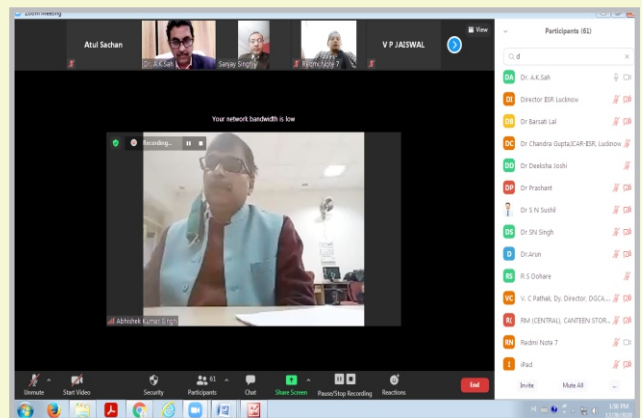 Zoom Meeting
View
Atul Sachan
Dr. A.K.Sah
Sanjay Singh
Redmi Note 7
V P JAISWAL
Your network bandwidth is low
Recording...
Abhishek Kumar Singh
Participants (61)
d
DA Dr. A.K.Sah
DI Director IISR Lucknow
DB Dr Barsati Lal
DC Dr Chandra Gupta,ICAR-IISR, Lucknow
DD Dr Deeksha Joshi
DP Dr Prashant
Dr S N Sushil
DS Dr SN Singh
D Dr.Arun
RS R S Dohare
VC V. C Pathak, Dy. Director, DGCA,...
R( RM (CENTRAL), CANTEEN STOR...
RN Redmi Note 7
I iPad
Invite Mute All ...
Unmute
Start Video
Security
61
Participants
Chat
Share Screen
Pause/Stop Recording
Reactions
End
1:56 PM